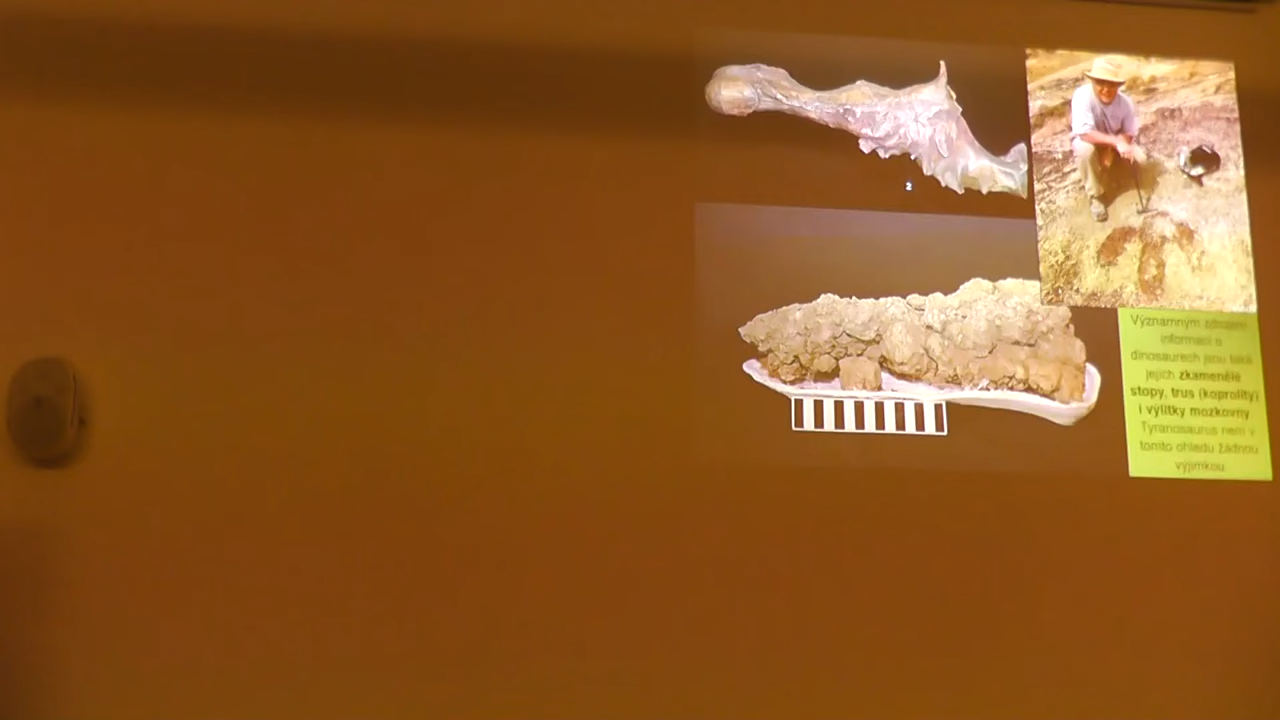 2
Významným zdrojem
informací o
dinosaurech jsou také
jejich zkamenělé
stopy, trus (koprolity)
i výlitky mozkovny
Tyranosaurus není v
tomto ohledu žádnou
výjimkou